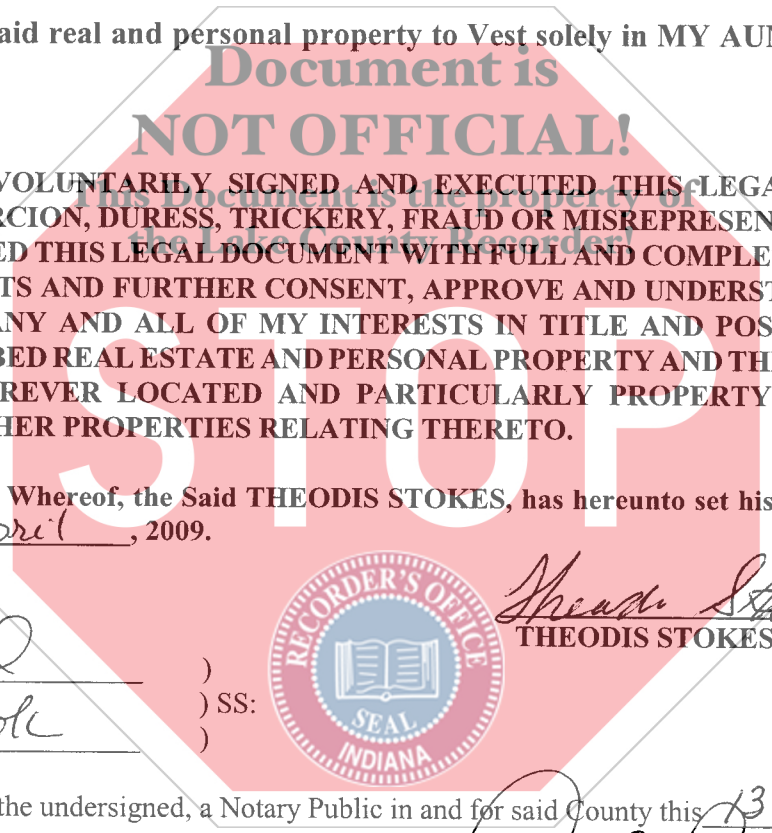 aid real and personal property to Vest solely in MY AUN
Document is
NOT OFFICIAL!
VOLUNTARILY SIGNED AND EXECUTED THIS LEGA
This Document is the property of
RCION, DURESS, TRICKERY, FRAUD OR MISREPRESEN
the Lake County Recorder!
ED THIS LEGAL DOCUMENT WITH FULL AND COMPLE
TS AND FURTHER CONSENT, APPROVE AND UNDERST
ANY AND ALL OF MY INTERESTS IN TITLE AND POS
BED REAL ESTATE AND PERSONAL PROPERTY AND TH
REVER LOCATED AND PARTICULARLY PROPERTY
HER PROPERTIES RELATING THERETO.
STOP
Whereof, the Said THEODIS STOKES, has hereunto set his
pril, 2009.
THEODIS STOKES
)
) SS:
)
RECORDER'S OFFICE
SEAL
INDIANA
the undersigned, a Notary Public in and for said County this 13